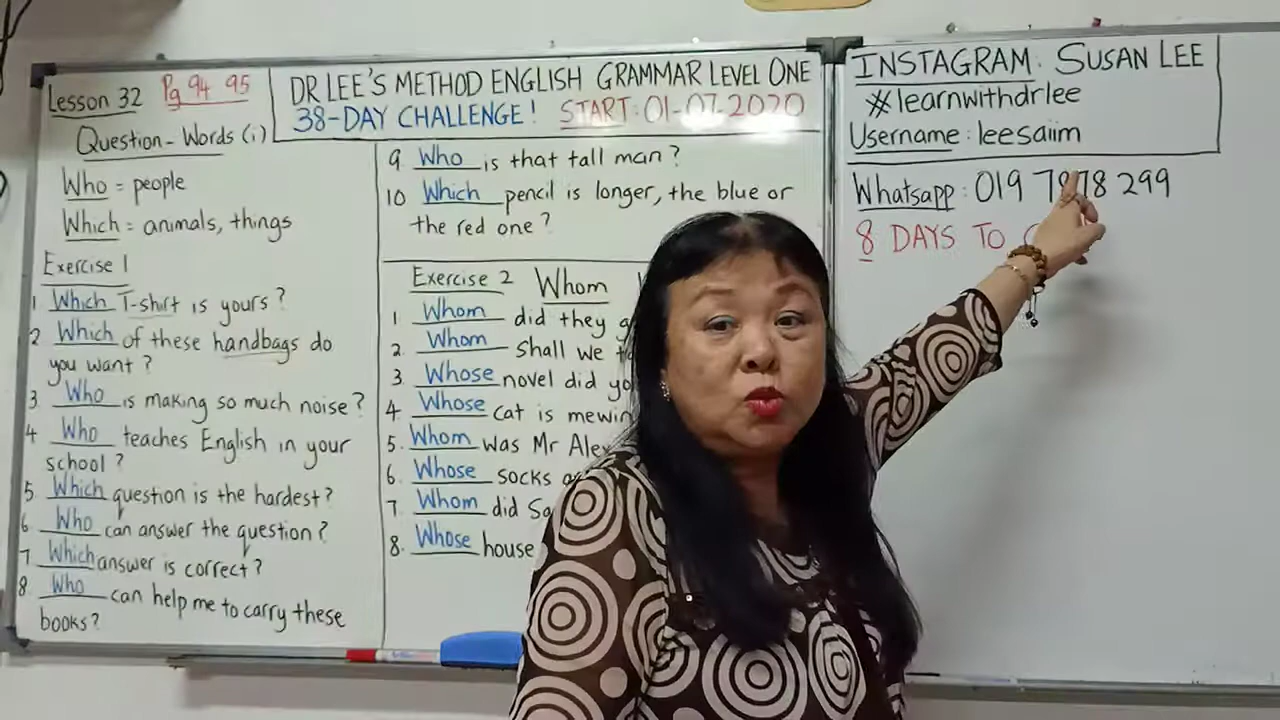 Lesson 32 Pg 94 95
DR LEE'S METHOD ENGLISH GRAMMAR LEVEL ONE
38-DAY CHALLENGE! START: 01-07-2020
Question-Words (i)
Who = people
Which = animals, things
Exercise 1
1 Which T-shirt is yours?
2 Which of these handbags do
you want?
3. Who is making so much noise?
4 Who teaches English in your
school?
5 Which question is the hardest?
6 Who can answer the question?
7 Which answer is correct?
8 Who can help me to carry these
books?
9 Who is that tall man?
10 Which pencil is longer, the blue or
the red one?
Exercise 2 Whom
1 Whom did they
2. Whom shall we
3. Whose novel did
4. Whose cat is
5. Whom was Mr
6. Whose socks
7. Whom did
8. Whose house
INSTAGRAM: SUSAN LEE
#learnwithdrlee
Username: leesaiim
Whatsapp: 019 7878 299
8 DAYS TO